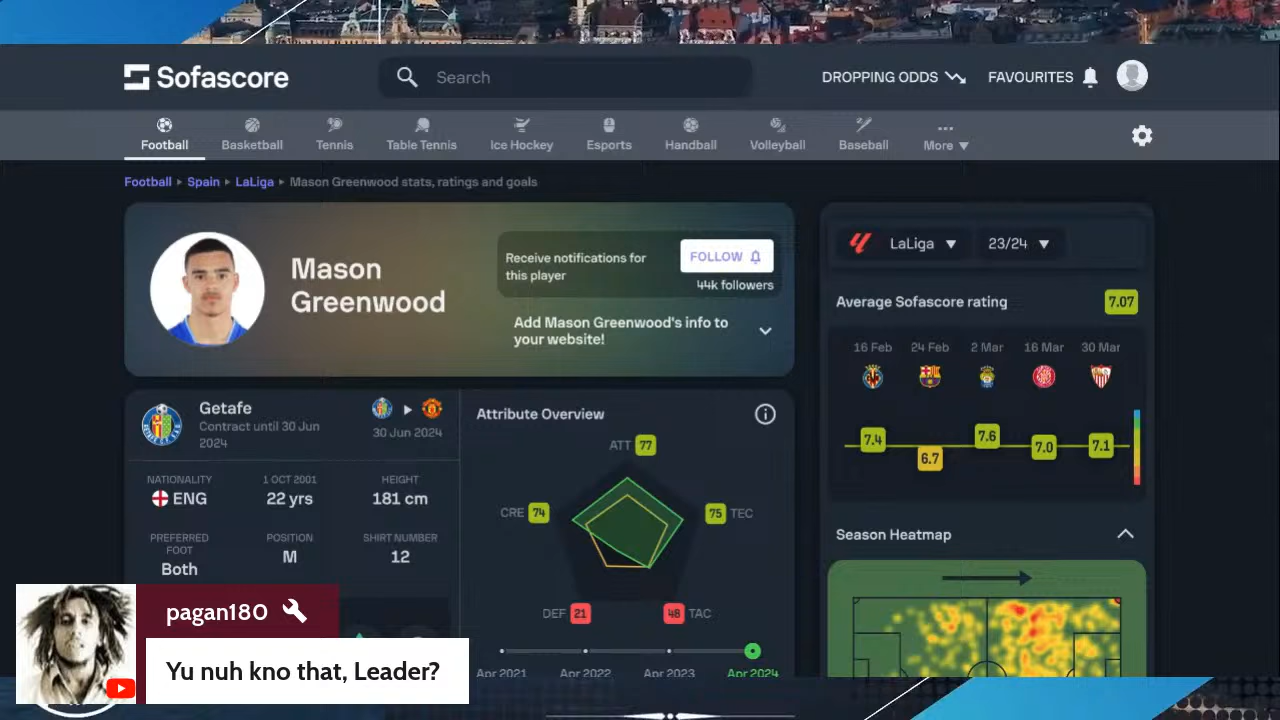 Sofascore
Search
DROPPING ODDS
FAVOURITES
Football
Basketball
Tennis
Table Tennis
Ice Hockey
Esports
Handball
Volleyball
Baseball
More
Football
Spain
LaLiga
Mason Greenwood stats, ratings and goals
Mason
Greenwood
Receive notifications for
this player
FOLLOW
44k followers
Add Mason Greenwood's info to
your website!
Getafe
Contract until 30 Jun
2024
30 Jun 2024
NATIONALITY
ENG
1 OCT 2001
22 yrs
HEIGHT
181 cm
PREFERRED
FOOT
Both
POSITION
M
SHIRT NUMBER
12
Attribute Overview
ATT 77
CRE 74
75 TEC
DEF 21
48 TAC
Apr 2021
Apr 2022
Apr 2023
Apr 2024
LaLiga
23/24
Average Sofascore rating
7.07
16 Feb
24 Feb
2 Mar
16 Mar
30 Mar
7.4
6.7
7.6
7.0
7.1
Season Heatmap
pagan180
Yu nuh kno that, Leader?